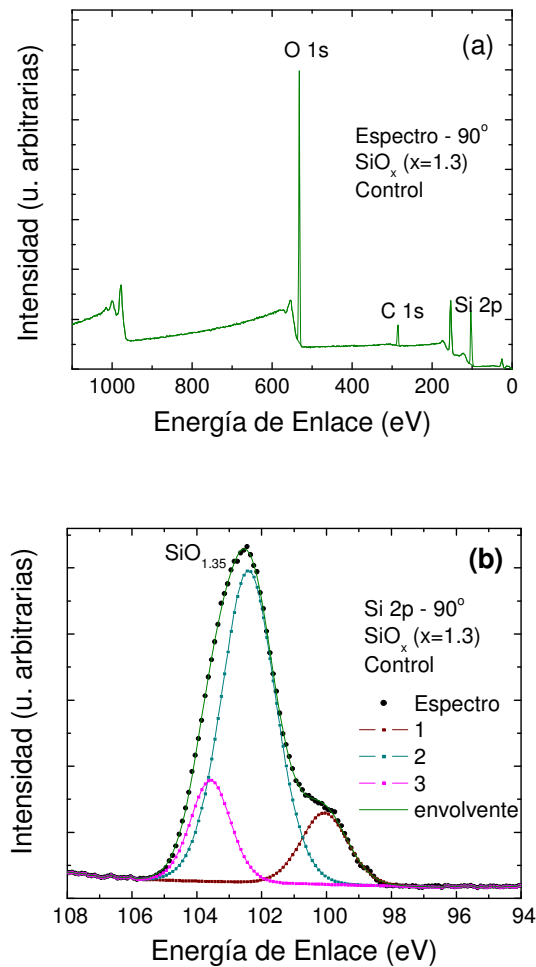 (a)
O 1s
Espectro - 90°
SiOₓ (x=1.3)
Control
C 1s
Si 2p
Intensidad (u. arbitrarias)
1000 800 600 400 200 0
Energía de Enlace (eV)
(b)
SiO₁.₃₅
Si 2p - 90°
SiOₓ (x=1.3)
Control
Espectro
1
2
3
envolvente
Intensidad (u. arbitrarias)
108 106 104 102 100 98 96 94
Energía de Enlace (eV)